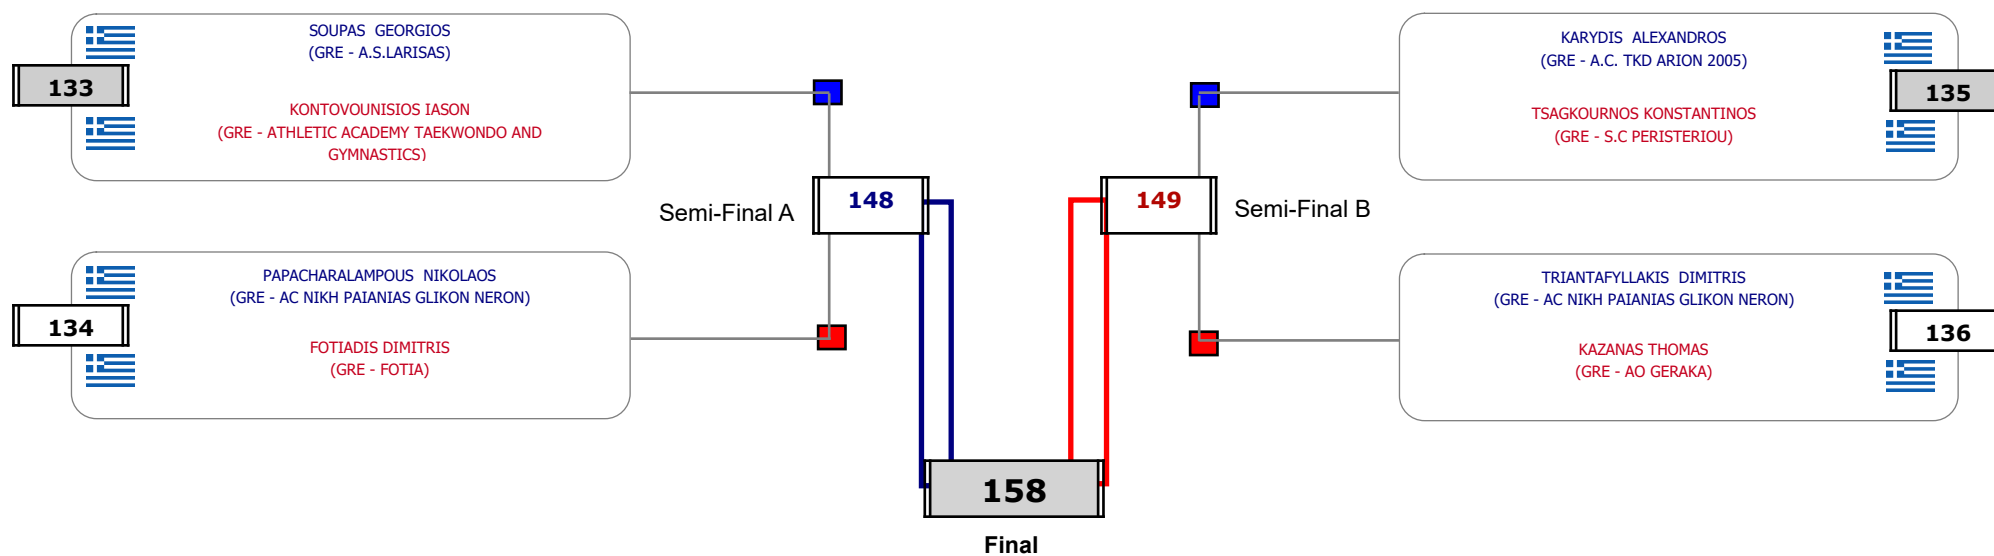 SOUPAS GEORGIOS
(GRE - A.S.LARISAS)
133
KONTOVOUNISIOS IASON
(GRE - ATHLETIC ACADEMY TAEKWONDO AND
GYMNASTICS)
KARYDIS ALEXANDROS
(GRE - A.C. TKD ARION 2005)
135
TSAGKOURNOS KONSTANTINOS
(GRE - S.C PERISTERIOU)
Semi-Final A
148
149
Semi-Final B
PAPACHARALAMPOUS NIKOLAOS
(GRE - AC NIKH PAIANIAS GLIKON NERON)
134
FOTIADIS DIMITRIS
(GRE - FOTIA)
TRIANTAFYLLAKIS DIMITRIS
(GRE - AC NIKH PAIANIAS GLIKON NERON)
136
KAZANAS THOMAS
(GRE - AO GERAKA)
158
Final